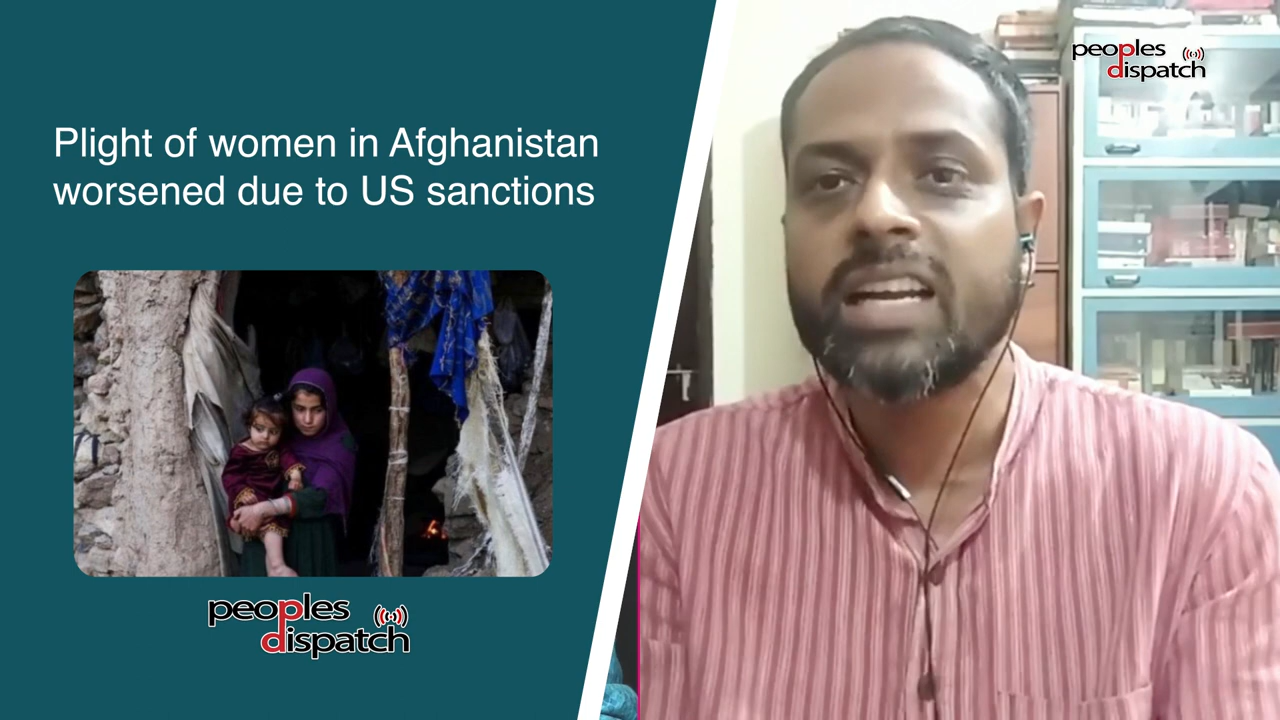 Plight of women in Afghanistan
worsened due to US sanctions
peoples
dispatch
peoples
dispatch